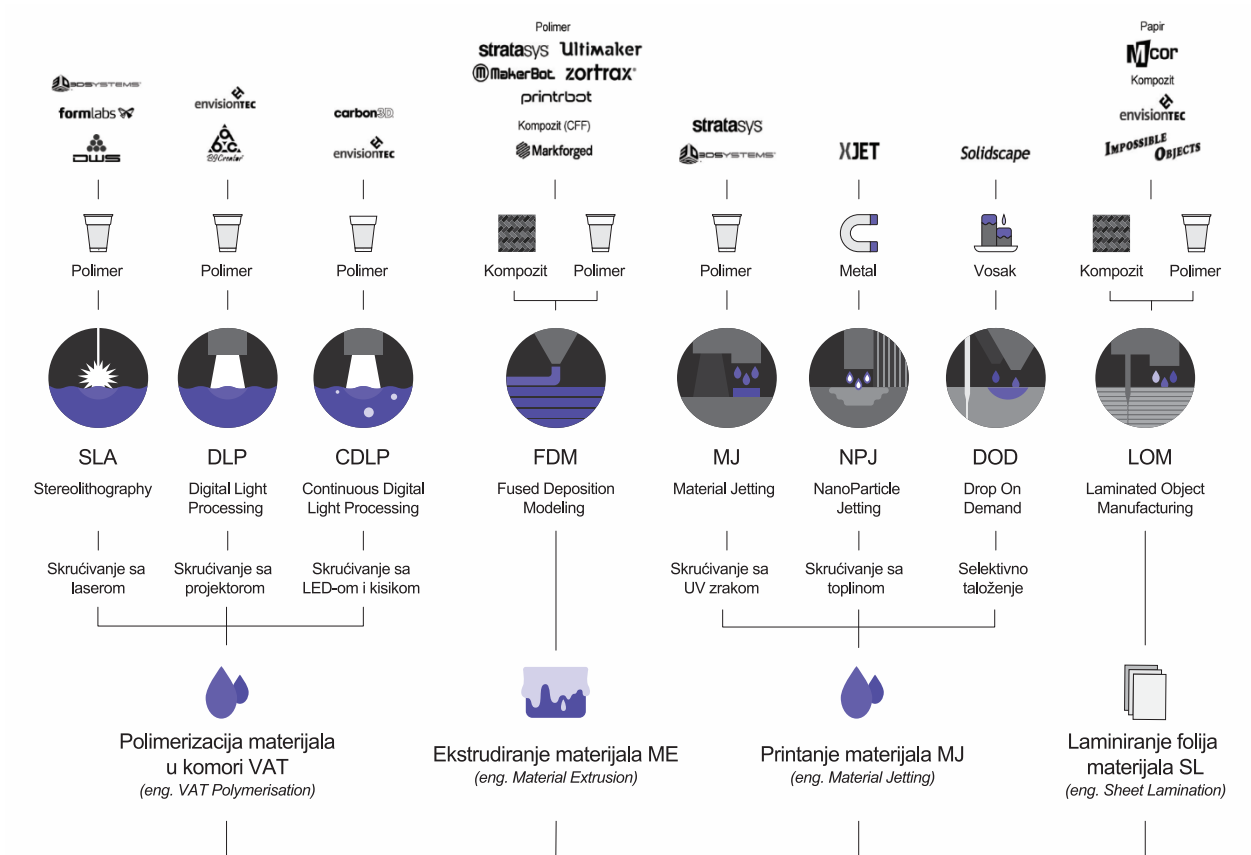 3DSYSTEMS
formlabs
DWS
envisionTEC
B9Creator
carbon3D
envisionTEC
Polimer
stratasys Ultimaker
MakerBot zortrax
printrbot
Kompozit (CFF)
Markforged
stratasys
3DSYSTEMS
XJET
Solidscape
Papir
Mcor
Kompozit
envisionTEC
IMPOSSIBLE
OBJECTS
Polimer
Polimer
Polimer
Kompozit
Polimer
Polimer
Metal
Vosak
Kompozit
Polimer
SLA
Stereolithography
DLP
Digital Light
Processing
CDLP
Continuous Digital
Light Processing
FDM
Fused Deposition
Modeling
MJ
Material Jetting
NPJ
NanoParticle
Jetting
DOD
Drop On
Demand
LOM
Laminated Object
Manufacturing
Skrućivanje sa
laserom
Skrućivanje sa
projektorom
Skrućivanje sa
LED-om i kisikom
Skrućivanje sa
UV zrakom
Skrućivanje sa
toplinom
Selektivno
taloženje
Polimerizacija materijala
u komori VAT
(eng. VAT Polymerisation)
Ekstrudiranje materijala ME
(eng. Material Extrusion)
Printanje materijala MJ
(eng. Material Jetting)
Laminiranje folija
materijala SL
(eng. Sheet Lamination)